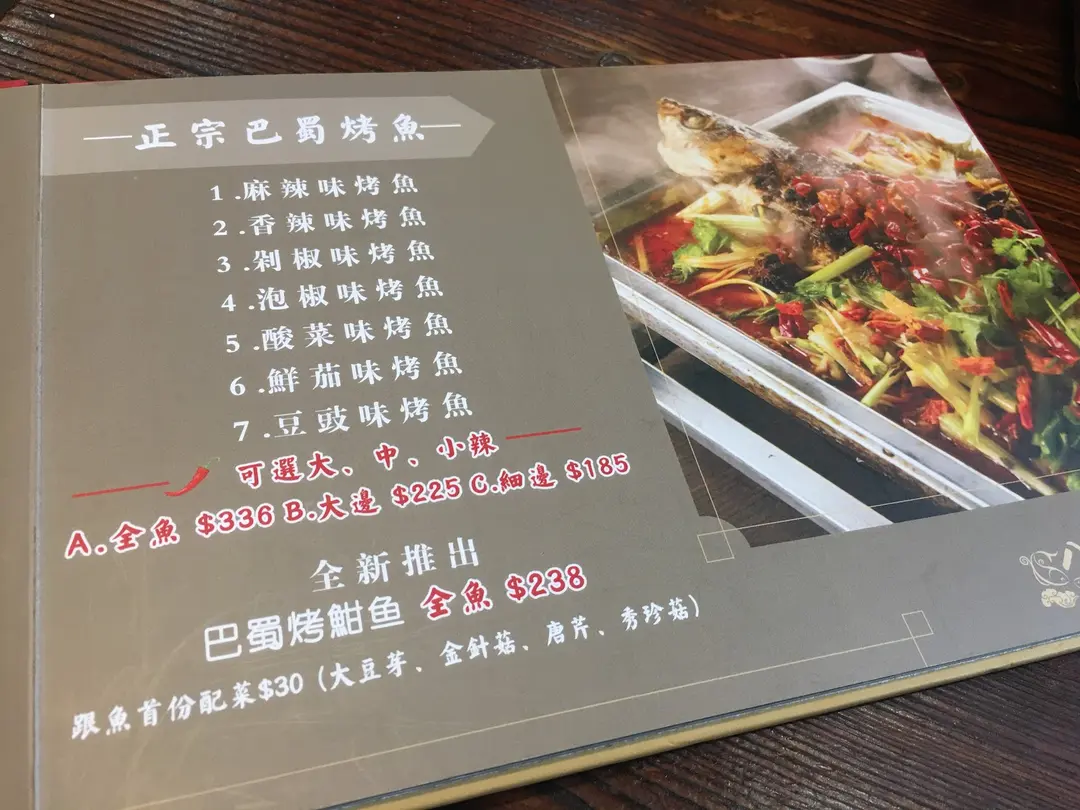 正宗巴蜀烤魚
1.麻辣味烤魚
2.香辣味烤魚
3.剁椒味烤魚
4.泡椒味烤魚
5.酸菜味烤魚
6.鮮茄味烤魚
7.豆豉味烤魚
可選大、中、小辣
A.全魚 $336 B.大邊 $225 C.細邊 $185
全新推出
巴蜀烤魽鱼 全魚 $238
跟魚首份配菜$30（大豆芽、金針菇、唐芹、秀珍菇）